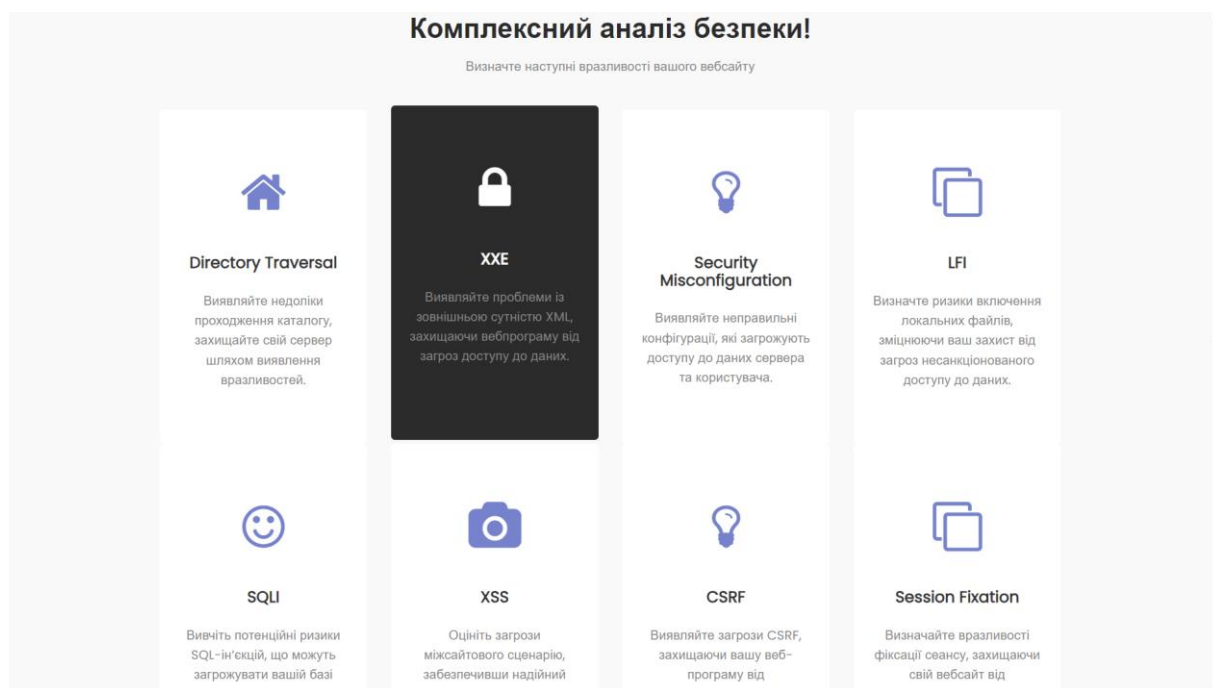 Комплексний аналіз безпеки!
Визначте наступні вразливості вашого вебсайту
Directory Traversal
Виявляйте недоліки
проходження каталогу,
захищайте свій сервер
шляхом виявлення
вразливостей.
XXE
Виявляйте проблеми із
зовнішньою сутністю XML,
захищаючи вебпрограму від
загроз доступу до даних.
Security
Misconfiguration
Виявляйте неправильні
конфігурації, які загрожують
доступу до даних сервера
та користувача.
LFI
Визначте ризики включення
локальних файлів,
зміцнюючи ваш захист від
загроз несанкціонованого
доступу до даних.
SQLI
Вивчіть потенційні ризики
SQL-ін’єкцій, що можуть
загрожувати вашій базі
XSS
Оцініть загрози
міжсайтового сценарію,
забезпечивши надійний
CSRF
Виявляйте загрози CSRF,
захищаючи вашу веб-
програму від
Session Fixation
Визначайте вразливості
фіксації сеансу, захищаючи
свій вебсайт від